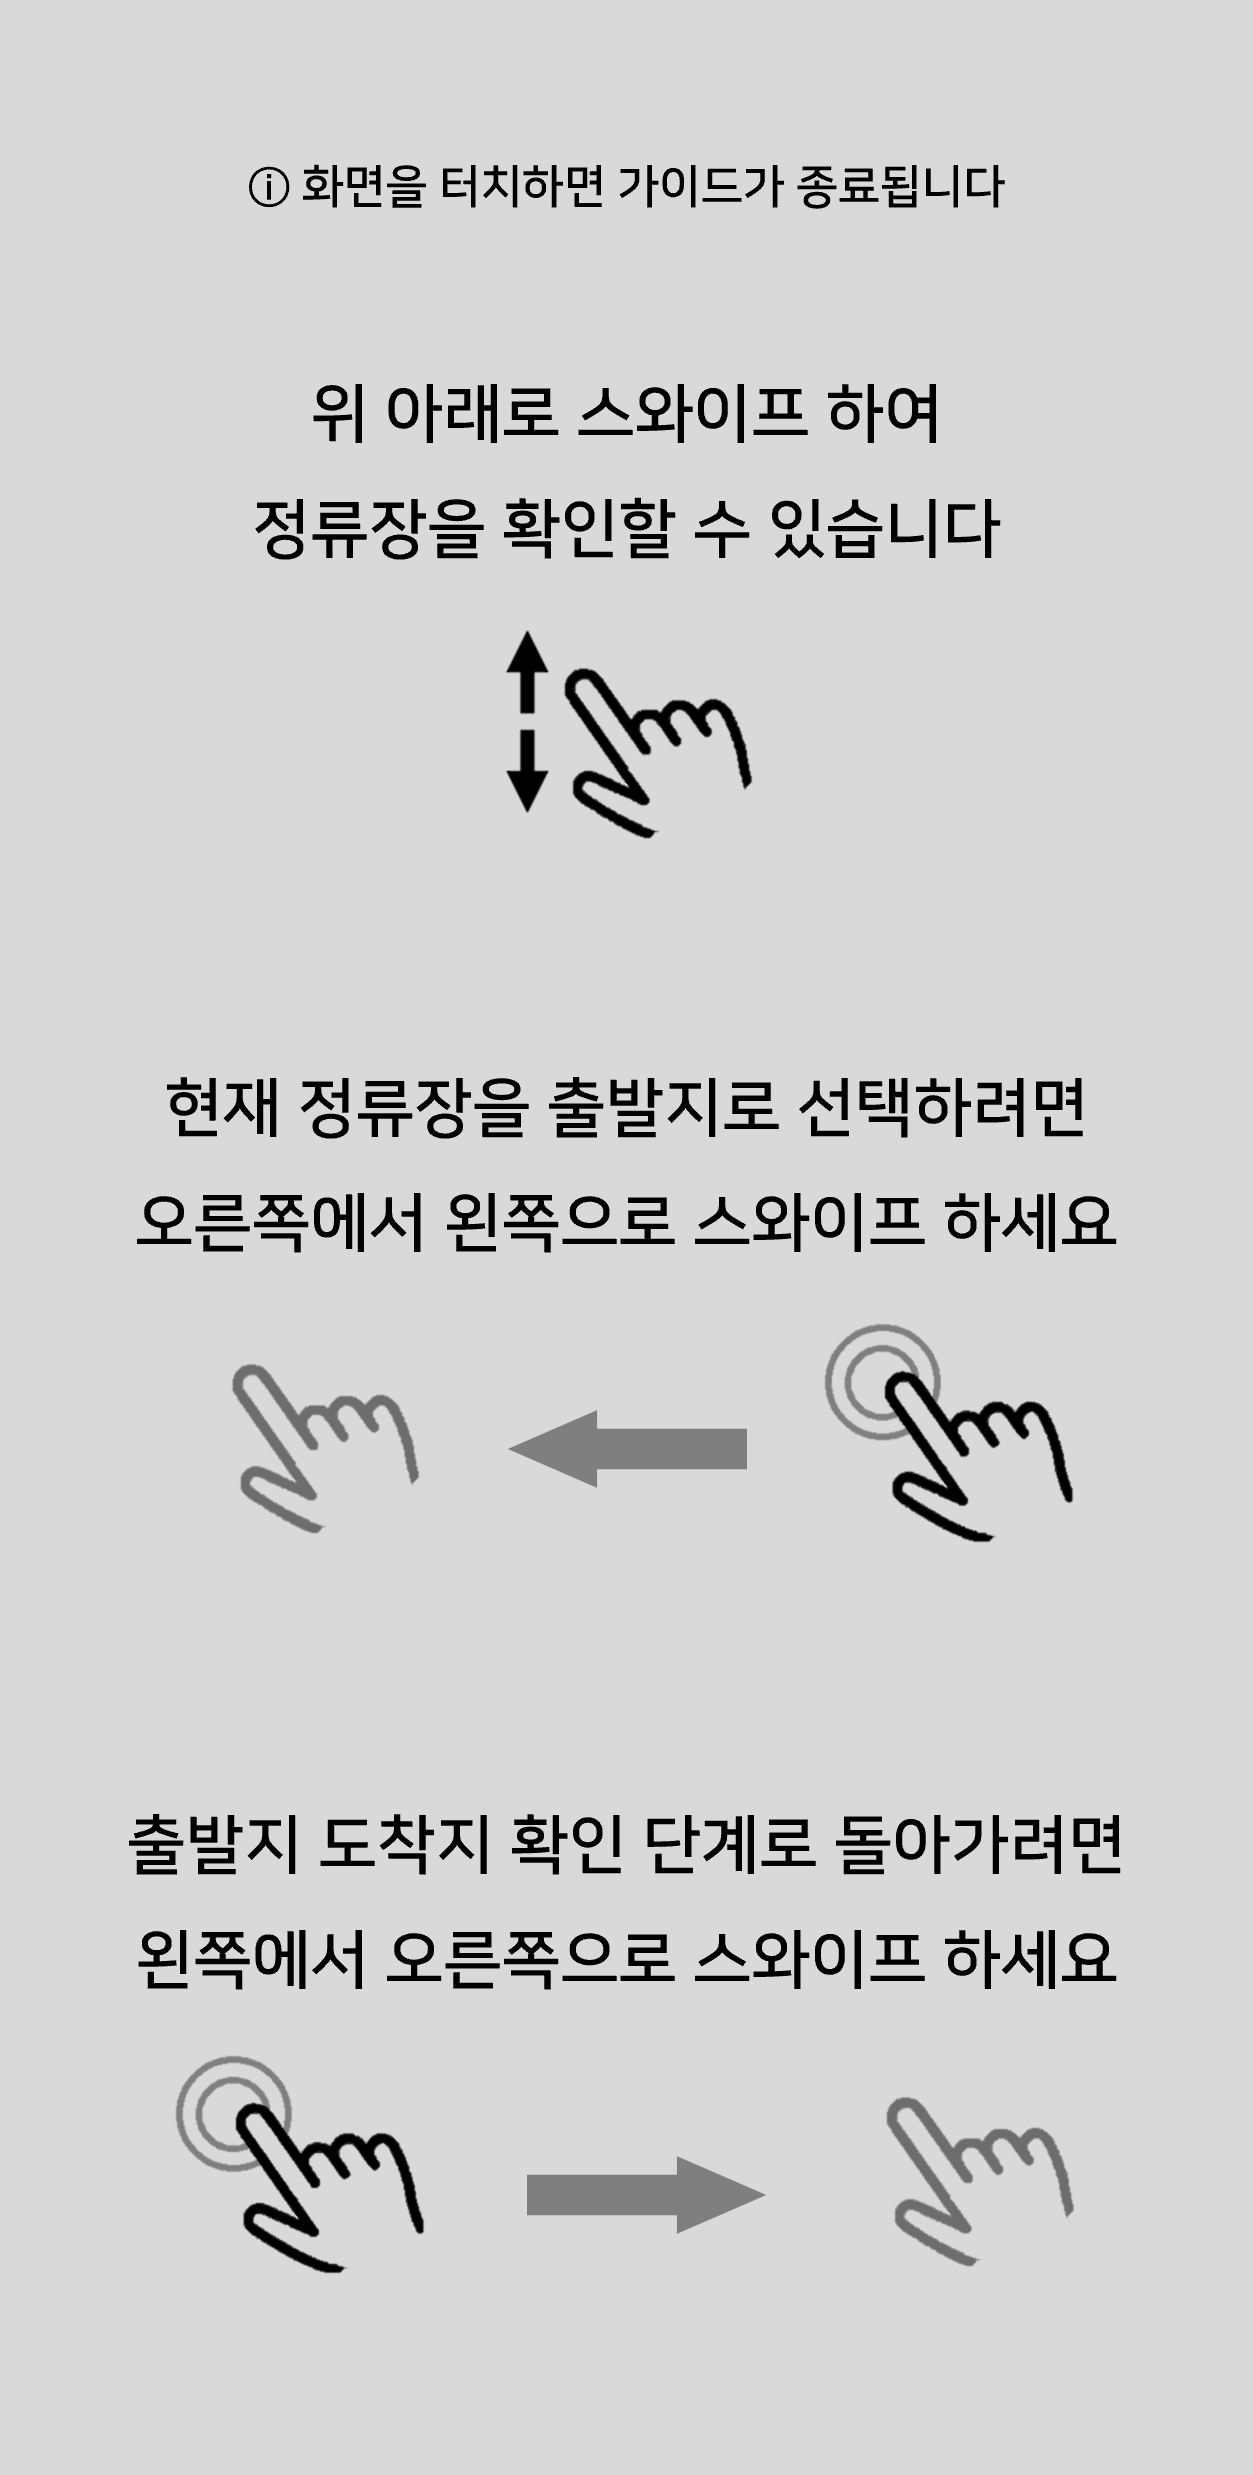 ⓘ 화면을 터치하면 가이드가 종료됩니다
위 아래로 스와이프 하여
정류장을 확인할 수 있습니다
현재 정류장을 출발지로 선택하려면
오른쪽에서 왼쪽으로 스와이프 하세요
출발지 도착지 확인 단계로 돌아가려면
왼쪽에서 오른쪽으로 스와이프 하세요